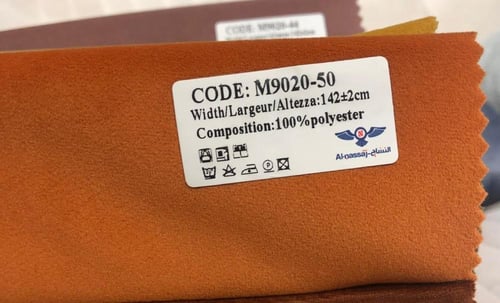 CODE: M9020-44
CODE: M9020-50
Width/Largeur/Altezza:142±2cm
Composition:100%polyester
N
Al-nassaj-النساج